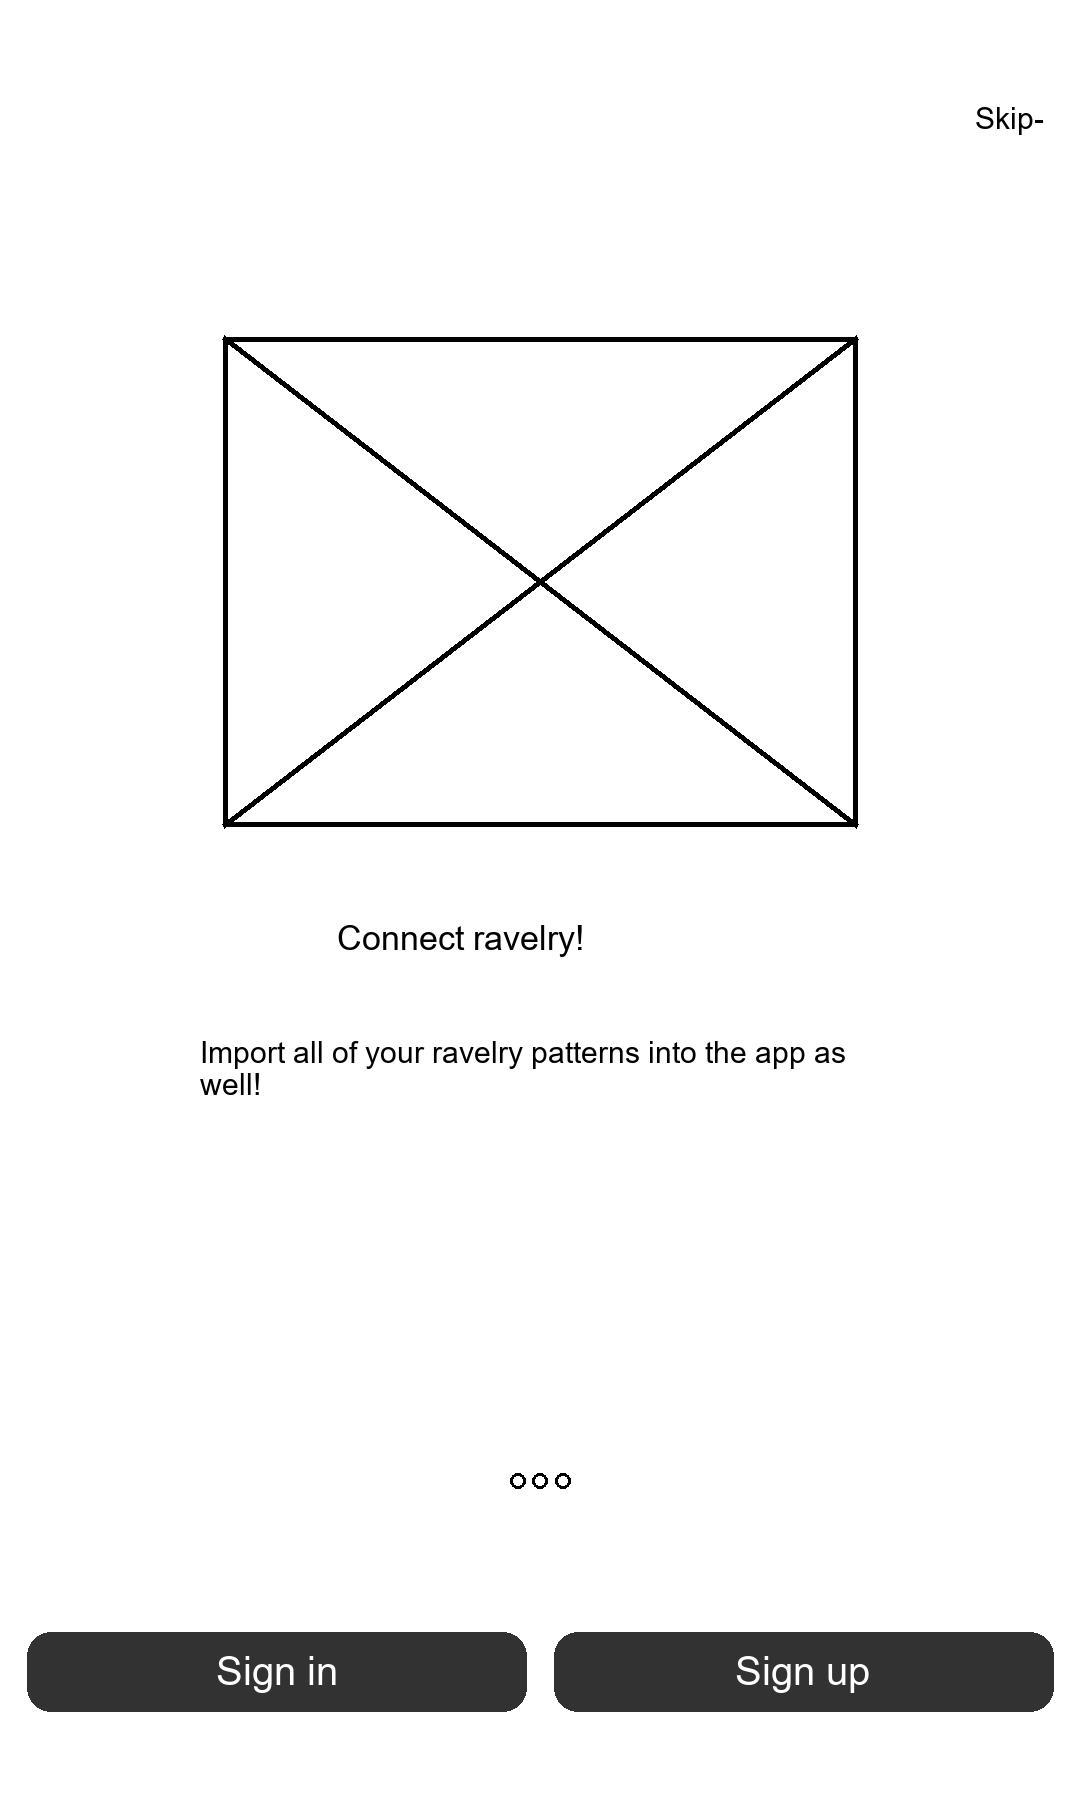 Skip-
Connect ravelry!
Import all of your ravelry patterns into the app as
well!
Sign in
Sign up